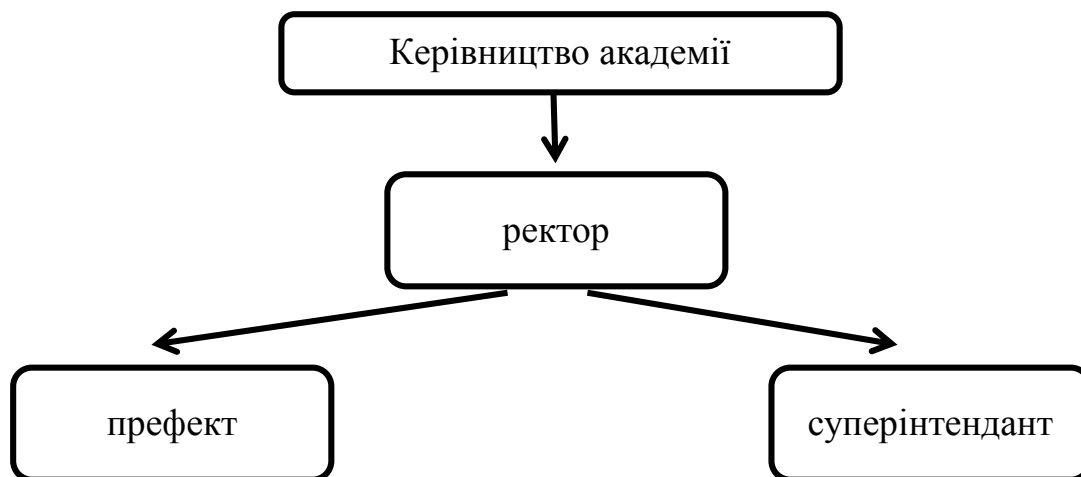 Керівництво академії
ректор
префект
суперінтендант